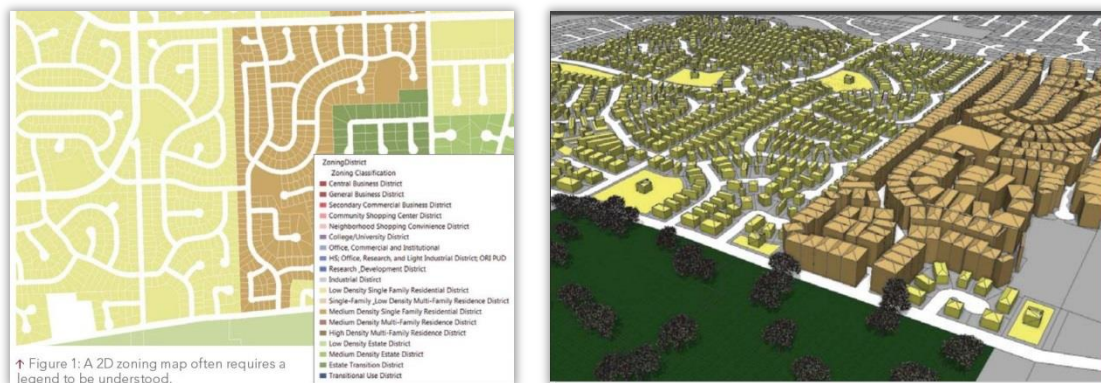 ZoningDistrict
Zoning Classification
Central Business District
General Business District
Secondary Commercial Business District
Community Shopping Center District
Neighborhood Shopping Convinience District
College/University District
Office, Commercial and Institutional
HS; Office, Research, and Light Industrial District; ORI PUD
Research ,Development District
Industrial Distirct
Low Density Single Family Residential District
Single-Family ,Low Density Multi-Family Residence District
Medium Density Single Family Residential District
Medium Density Multi-Family Residence District
High Density Multi-Family Residence District
Low Density Estate District
Medium Density Estate District
Estate Transition District
Transitional Use District
↑ Figure 1: A 2D zoning map often requires a
legend to be understood.